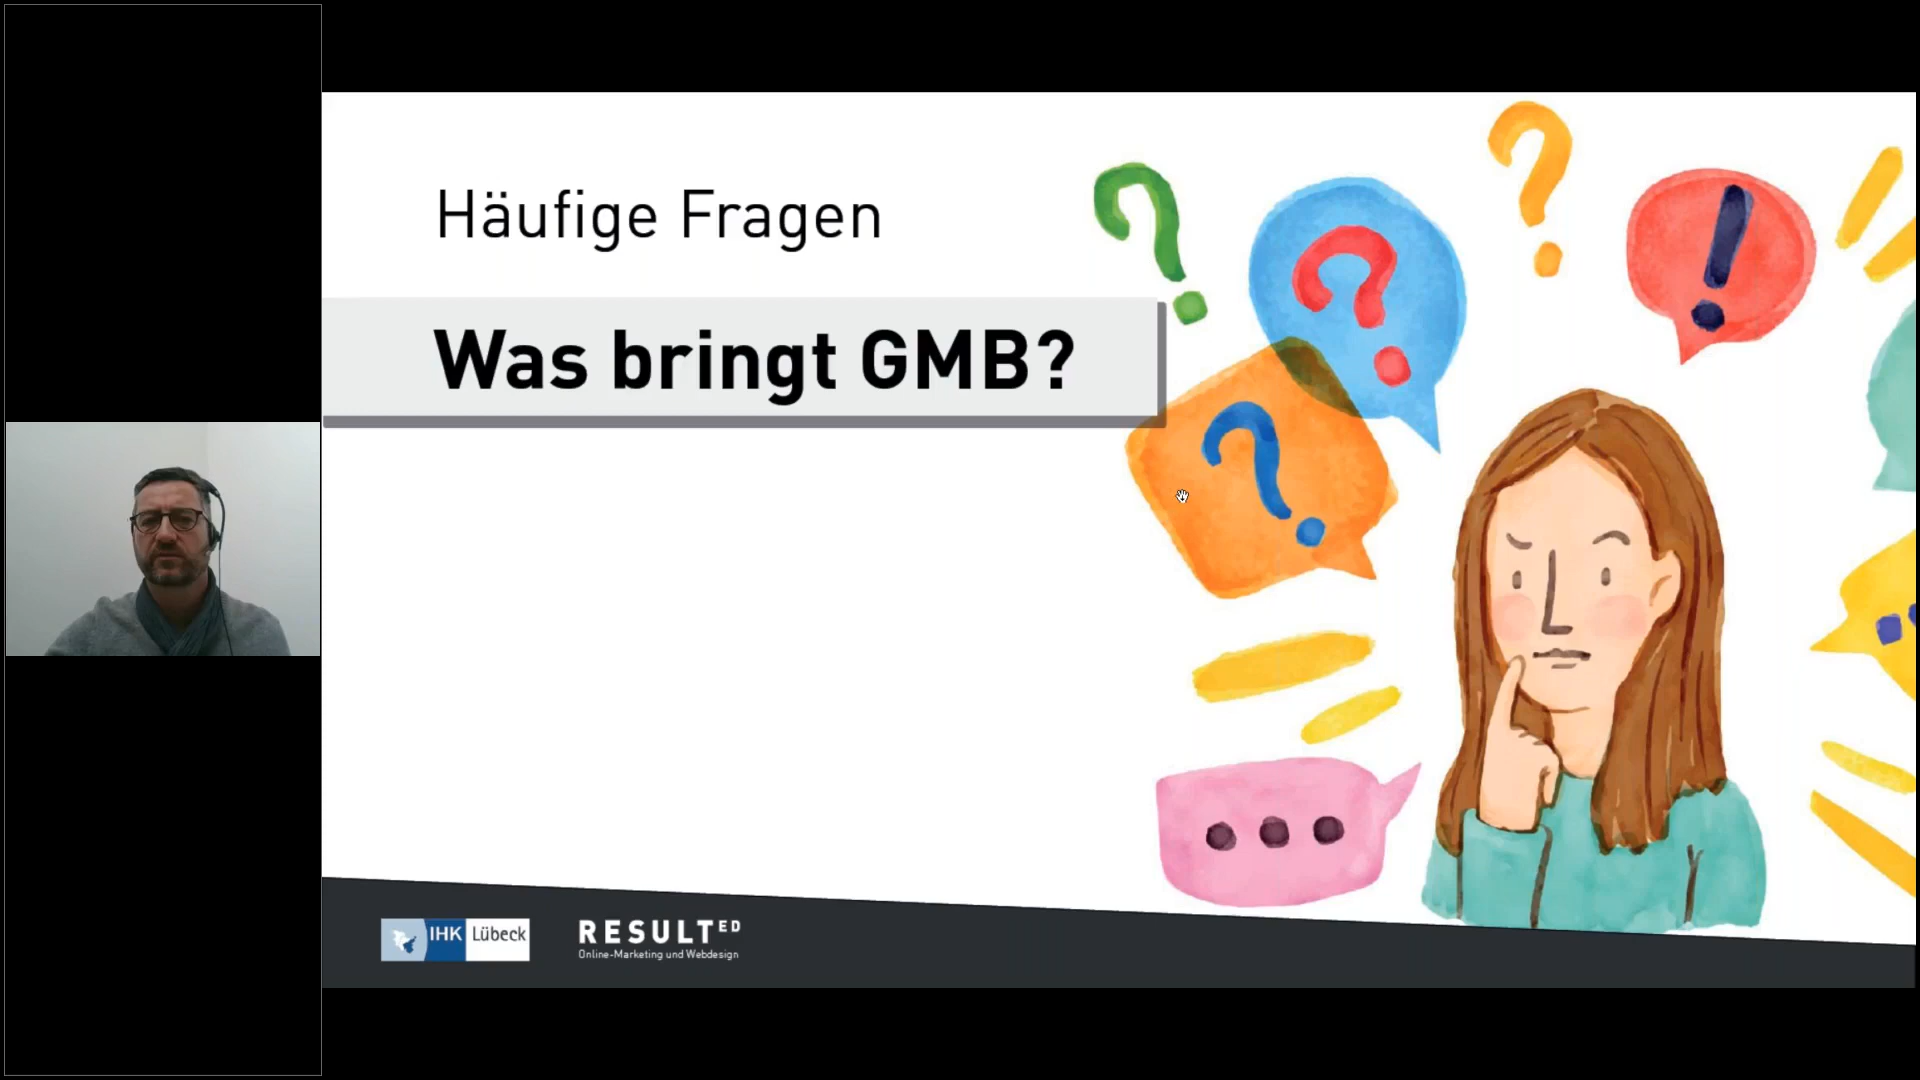 Häufige Fragen
Was bringt GMB?
IHK Lübeck
RESULTED
Online-Marketing und Webdesign